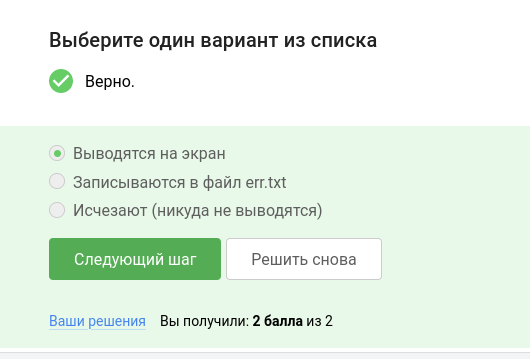 Выберите один вариант из списка
Верно.
Выводятся на экран
Записываются в файл err.txt
Исчезают (никуда не выводятся)
Следующий шаг Решить снова
Ваши решения Вы получили: 2 балла из 2